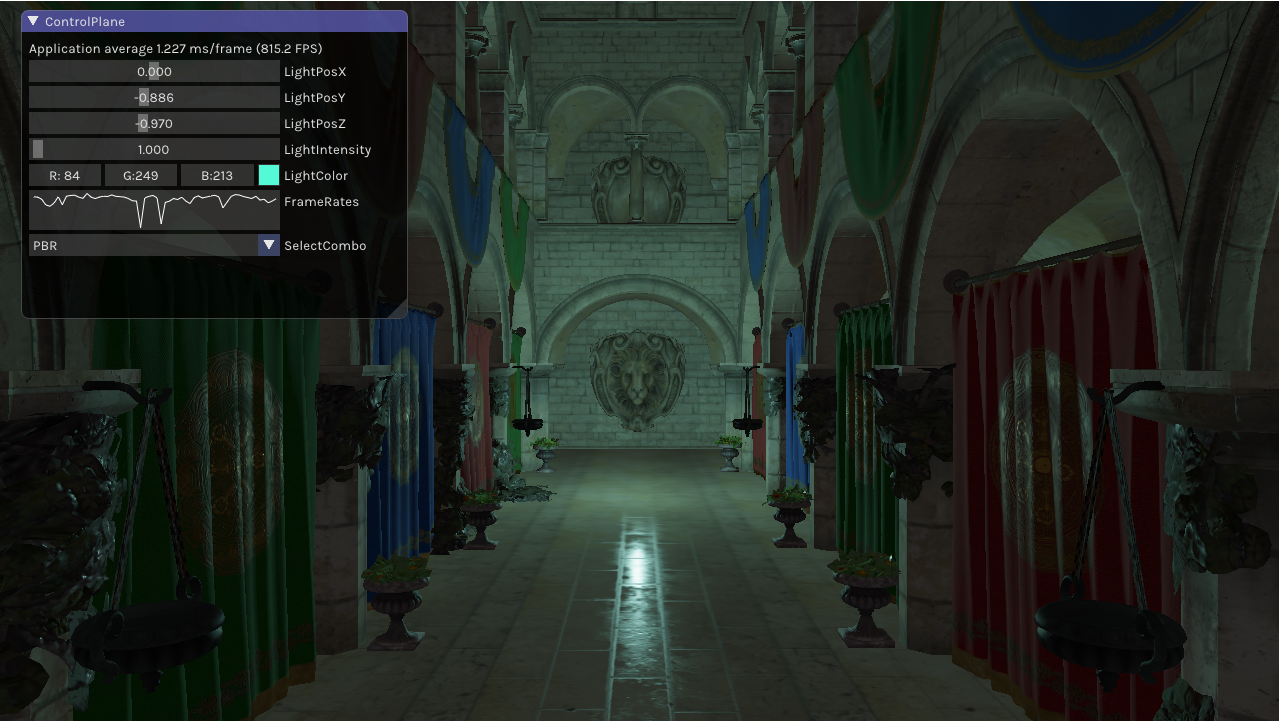 ControlPlane
Application average 1.227 ms/frame (815.2 FPS)
0.000 LightPosX
-0.886 LightPosY
-0.970 LightPosZ
1.000 LightIntensity
R: 84 G:249 B:213 LightColor
FrameRates
PBR SelectCombo